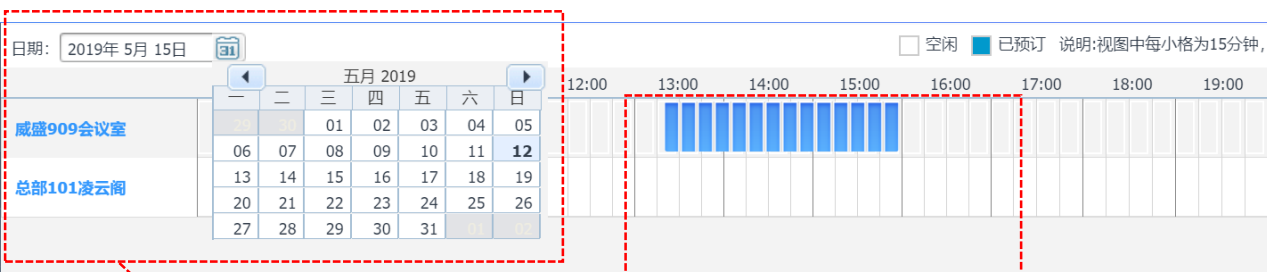 日期: 2019年 5月 15日 31 空闲 已预订 说明:视图中每小格为15分钟,
五月 2019
12:00 13:00 14:00 15:00 16:00 17:00 18:00 19:00
一 二 三 四 五 六 日
威盛909会议室
29 30 01 02 03 04 05
06 07 08 09 10 11 12
总部101凌云阁
13 14 15 16 17 18 19
20 21 22 23 24 25 26
27 28 29 30 31 01 02